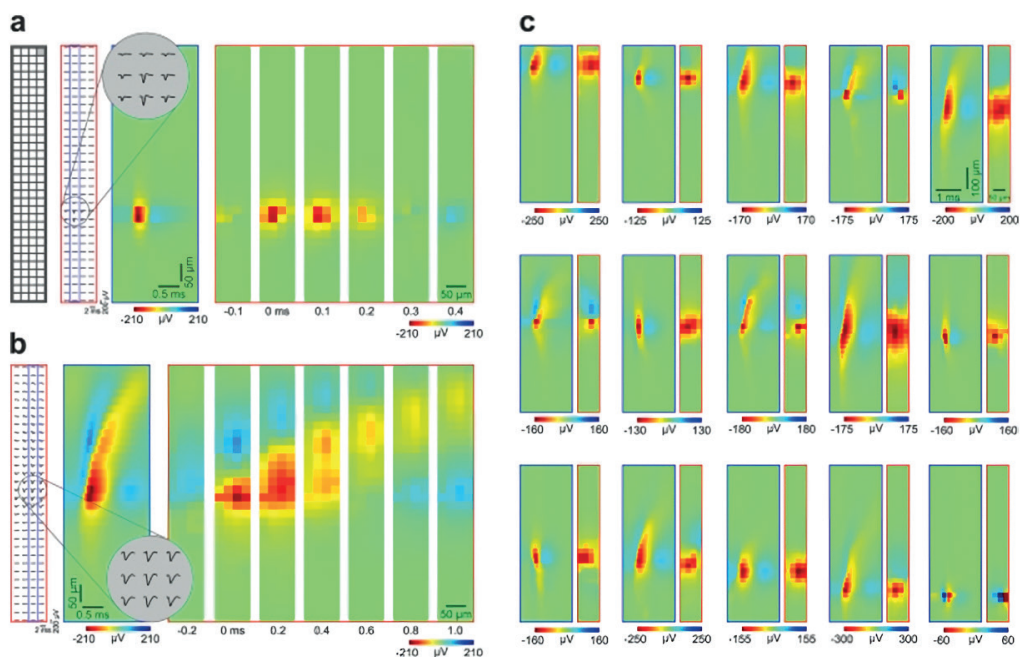 a
50 µm
0.5 ms
-210 210
µV
-0.1 0 ms 0.1 0.2 0.3 0.4
50 µm
-210 210
µV
b
50 µm
0.5 ms
-210 210
µV
-0.2 0 ms 0.2 0.4 0.6 0.8 1.0
50 µm
-210 210
µV
c
1 ms
100 µm
-250 µV 250
-125 µV 125
-170 µV 170
-175 µV 175
-200 µV 200
-160 µV 160
-130 µV 130
-180 µV 180
-175 µV 175
-160 µV 160
-160 µV 160
-250 µV 250
-155 µV 155
-300 µV 300
-60 µV 60